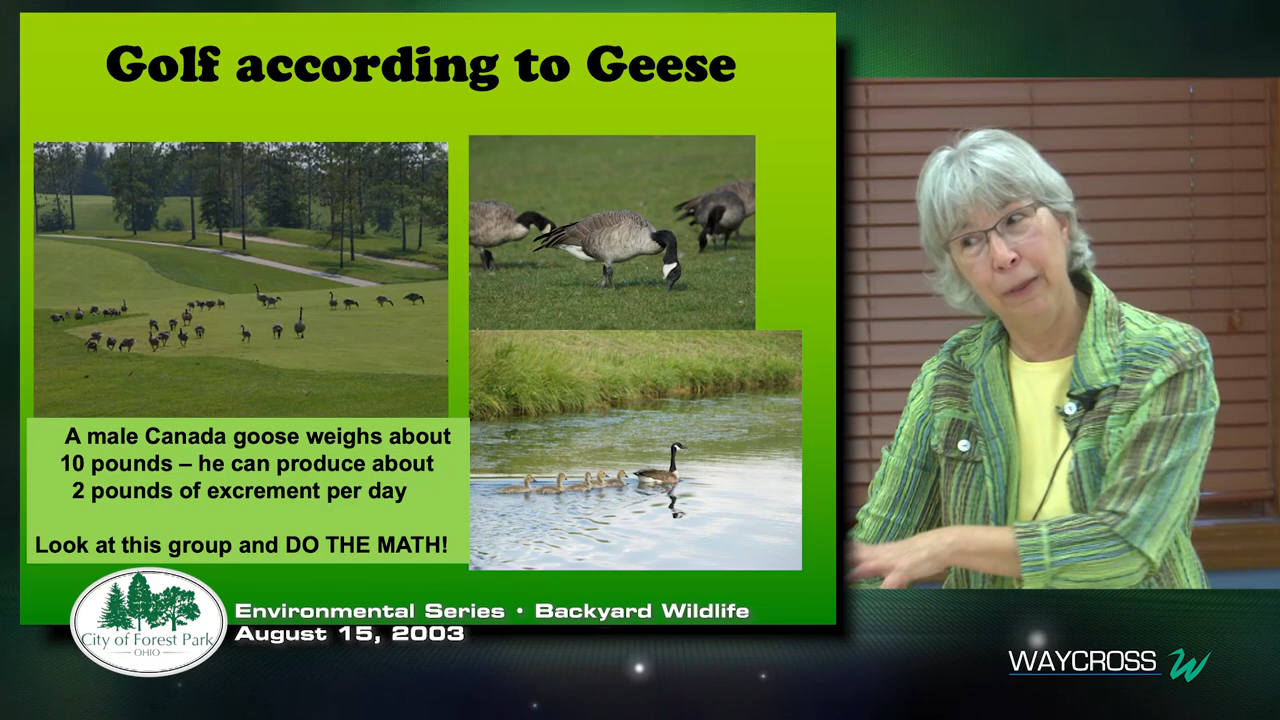 Golf according to Geese
A male Canada goose weighs about
10 pounds – he can produce about
2 pounds of excrement per day
Look at this group and DO THE MATH!
City of Forest Park
OHIO
Environmental Series • Backyard Wildlife
August 15, 2003
WAYCROSS W